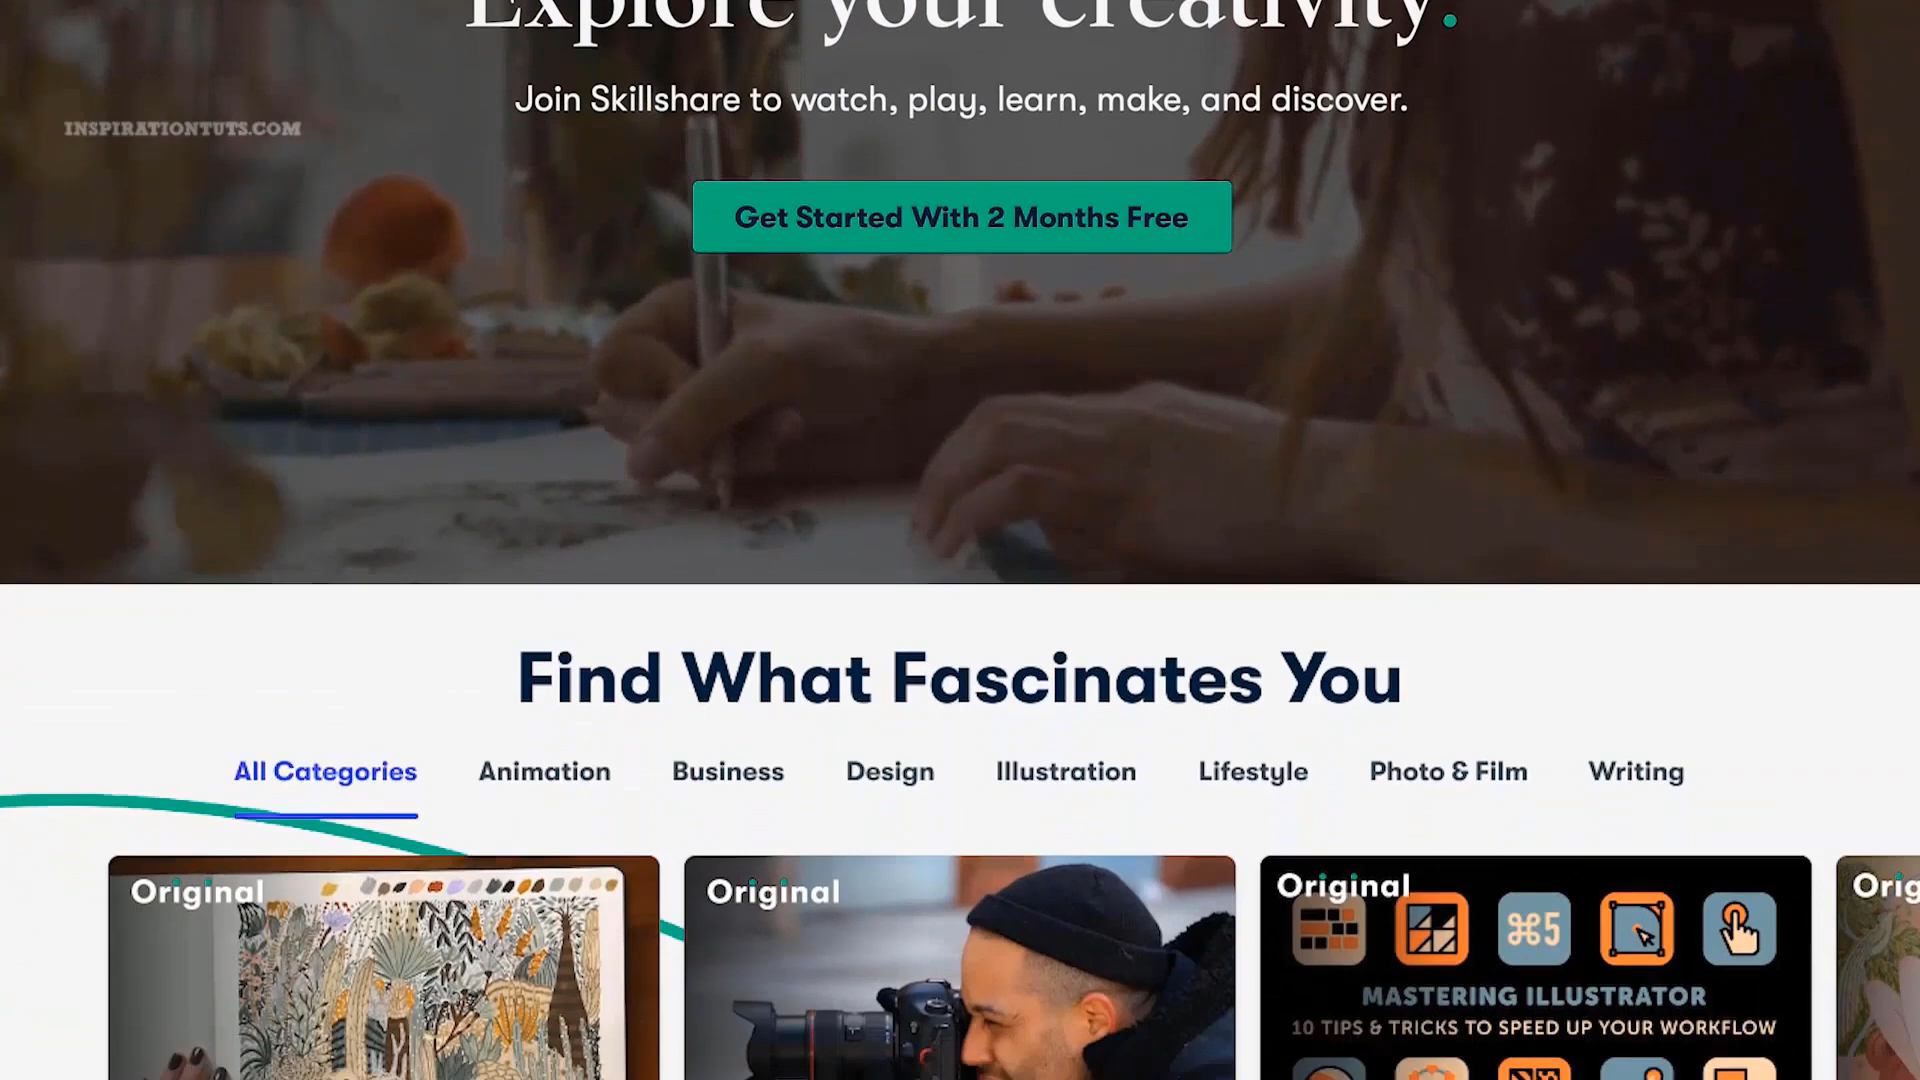 Explore your creativity.
Join Skillshare to watch, play, learn, make, and discover.
INSPIRATIONTUTS.COM
Get Started With 2 Months Free
Find What Fascinates You
All Categories
Animation
Business
Design
Illustration
Lifestyle
Photo & Film
Writing
Original
Original
Original
Orig
⌘5
MASTERING ILLUSTRATOR
10 TIPS & TRICKS TO SPEED UP YOUR WORKFLOW